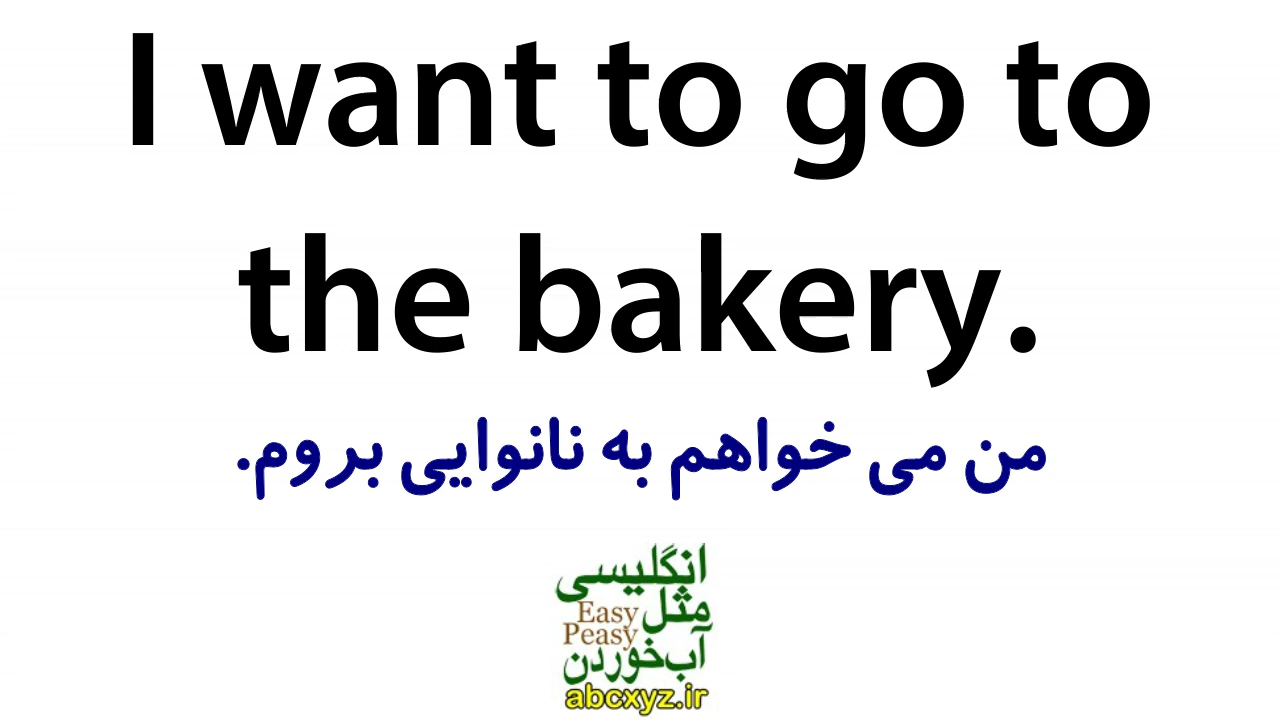 I want to go to
the bakery.
من می خواهم به نانوایی بروم.
انگلیسی
مثل Easy
Peasy
آب‌خوردن
abcxyz.ir